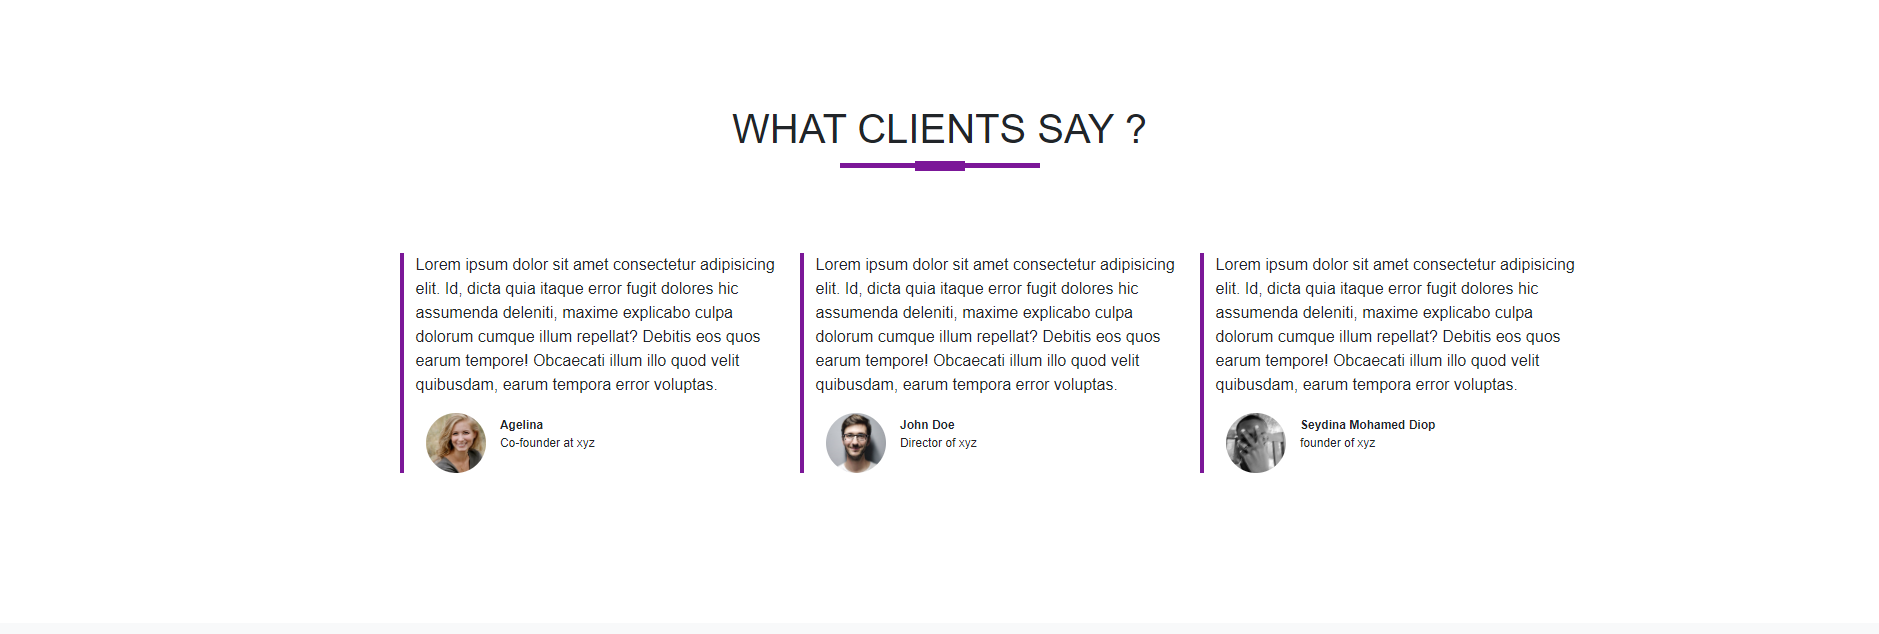 WHAT CLIENTS SAY ?
Lorem ipsum dolor sit amet consectetur adipisicing
elit. Id, dicta quia itaque error fugit dolores hic
assumenda deleniti, maxime explicabo culpa
dolorum cumque illum repellat? Debitis eos quos
earum tempore! Obcaecati illum illo quod velit
quibusdam, earum tempora error voluptas.
Agelina
Co-founder at xyz
Lorem ipsum dolor sit amet consectetur adipisicing
elit. Id, dicta quia itaque error fugit dolores hic
assumenda deleniti, maxime explicabo culpa
dolorum cumque illum repellat? Debitis eos quos
earum tempore! Obcaecati illum illo quod velit
quibusdam, earum tempora error voluptas.
John Doe
Director of xyz
Lorem ipsum dolor sit amet consectetur adipisicing
elit. Id, dicta quia itaque error fugit dolores hic
assumenda deleniti, maxime explicabo culpa
dolorum cumque illum repellat? Debitis eos quos
earum tempore! Obcaecati illum illo quod velit
quibusdam, earum tempora error voluptas.
Seydina Mohamed Diop
founder of xyz